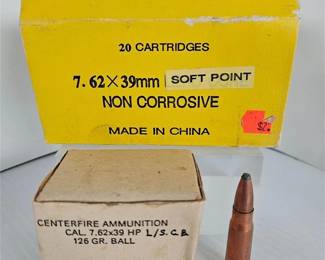 20 CARTRIDGES
7.62×39mm SOFT POINT
NON CORROSIVE
MADE IN CHINA
CENTERFIRE AMMUNITION
CAL. 7.62x39 HP L/S.C.B
126 GR. BALL